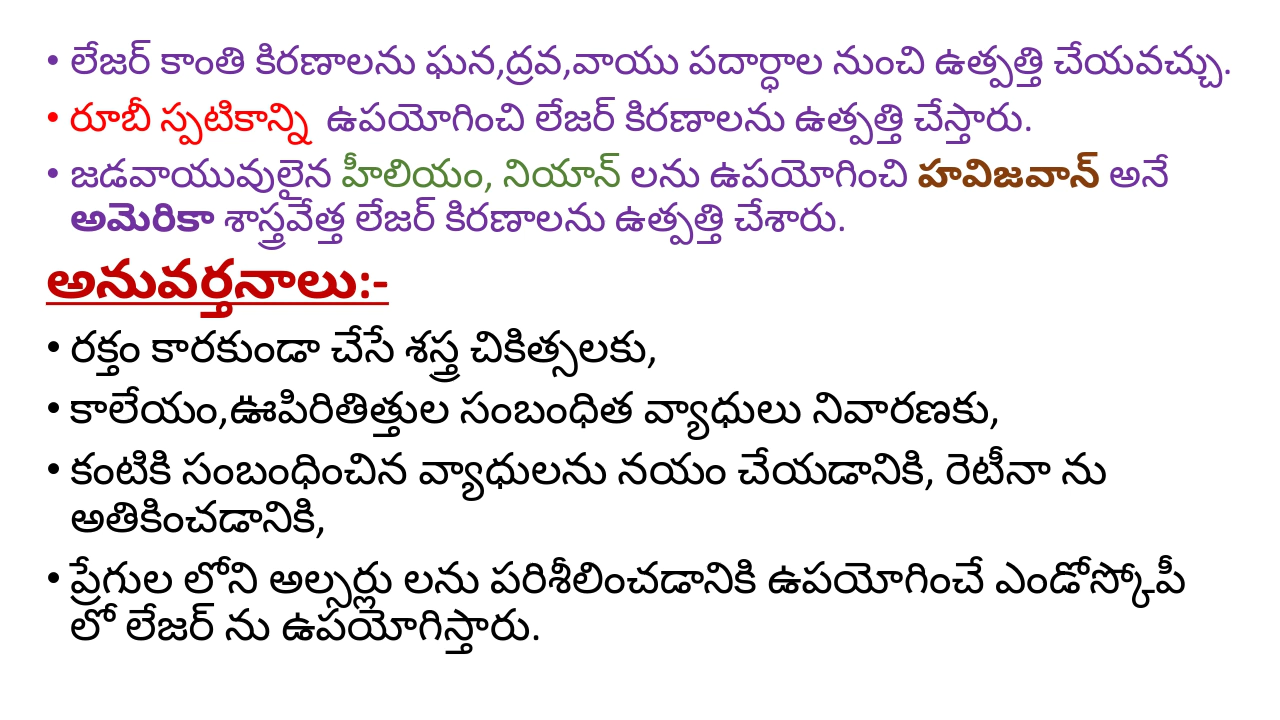 • లేజర్ కాంతి కిరణాలను ఘన,ద్రవ,వాయు పదార్ధాల నుంచి ఉత్పత్తి చేయవచ్చు.
• రూబీ స్పటికాన్ని ఉపయోగించి లేజర్ కిరణాలను ఉత్పత్తి చేస్తారు.
• జడవాయువులైన హీలియం, నియాన్ లను ఉపయోగించి హవిజవాన్ అనే
అమెరికా శాస్త్రవేత్త లేజర్ కిరణాలను ఉత్పత్తి చేశారు.
అనువర్తనాలు:-
• రక్తం కారకుండా చేసే శస్త్ర చికిత్సలకు,
• కాలేయం,ఊపిరితిత్తుల సంబంధిత వ్యాధులు నివారణకు,
• కంటికి సంబంధించిన వ్యాధులను నయం చేయడానికి, రెటీనా ను
అతికించడానికి,
• ప్రేగుల లోని అల్సర్లు లను పరిశీలించడానికి ఉపయోగించే ఎండోస్కోపీ
లో లేజర్ ను ఉపయోగిస్తారు.